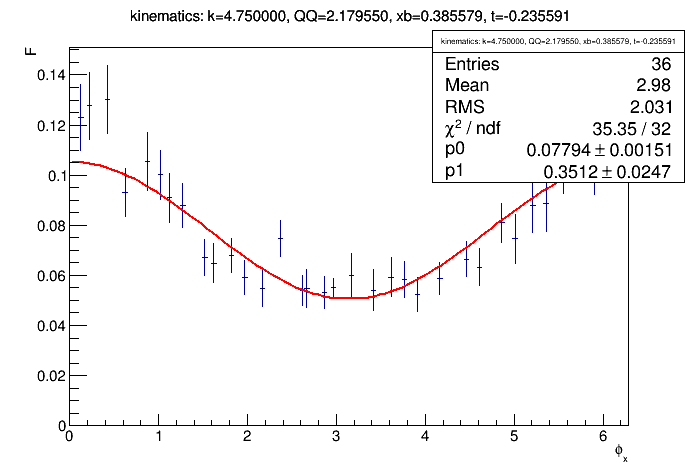 kinematics: k=4.750000, QQ=2.179550, xb=0.385579, t=-0.235591
kinematics: k=4.750000, QQ=2.179550, xb=0.385579, t=-0.235591
Entries 36
Mean 2.98
RMS 2.031
χ² / ndf 35.35 / 32
p0 0.07794 ± 0.00151
p1 0.3512 ± 0.0247
F
0.14
0.12
0.1
0.08
0.06
0.04
0.02
0
0 1 2 3 4 5 6
ϕₓ